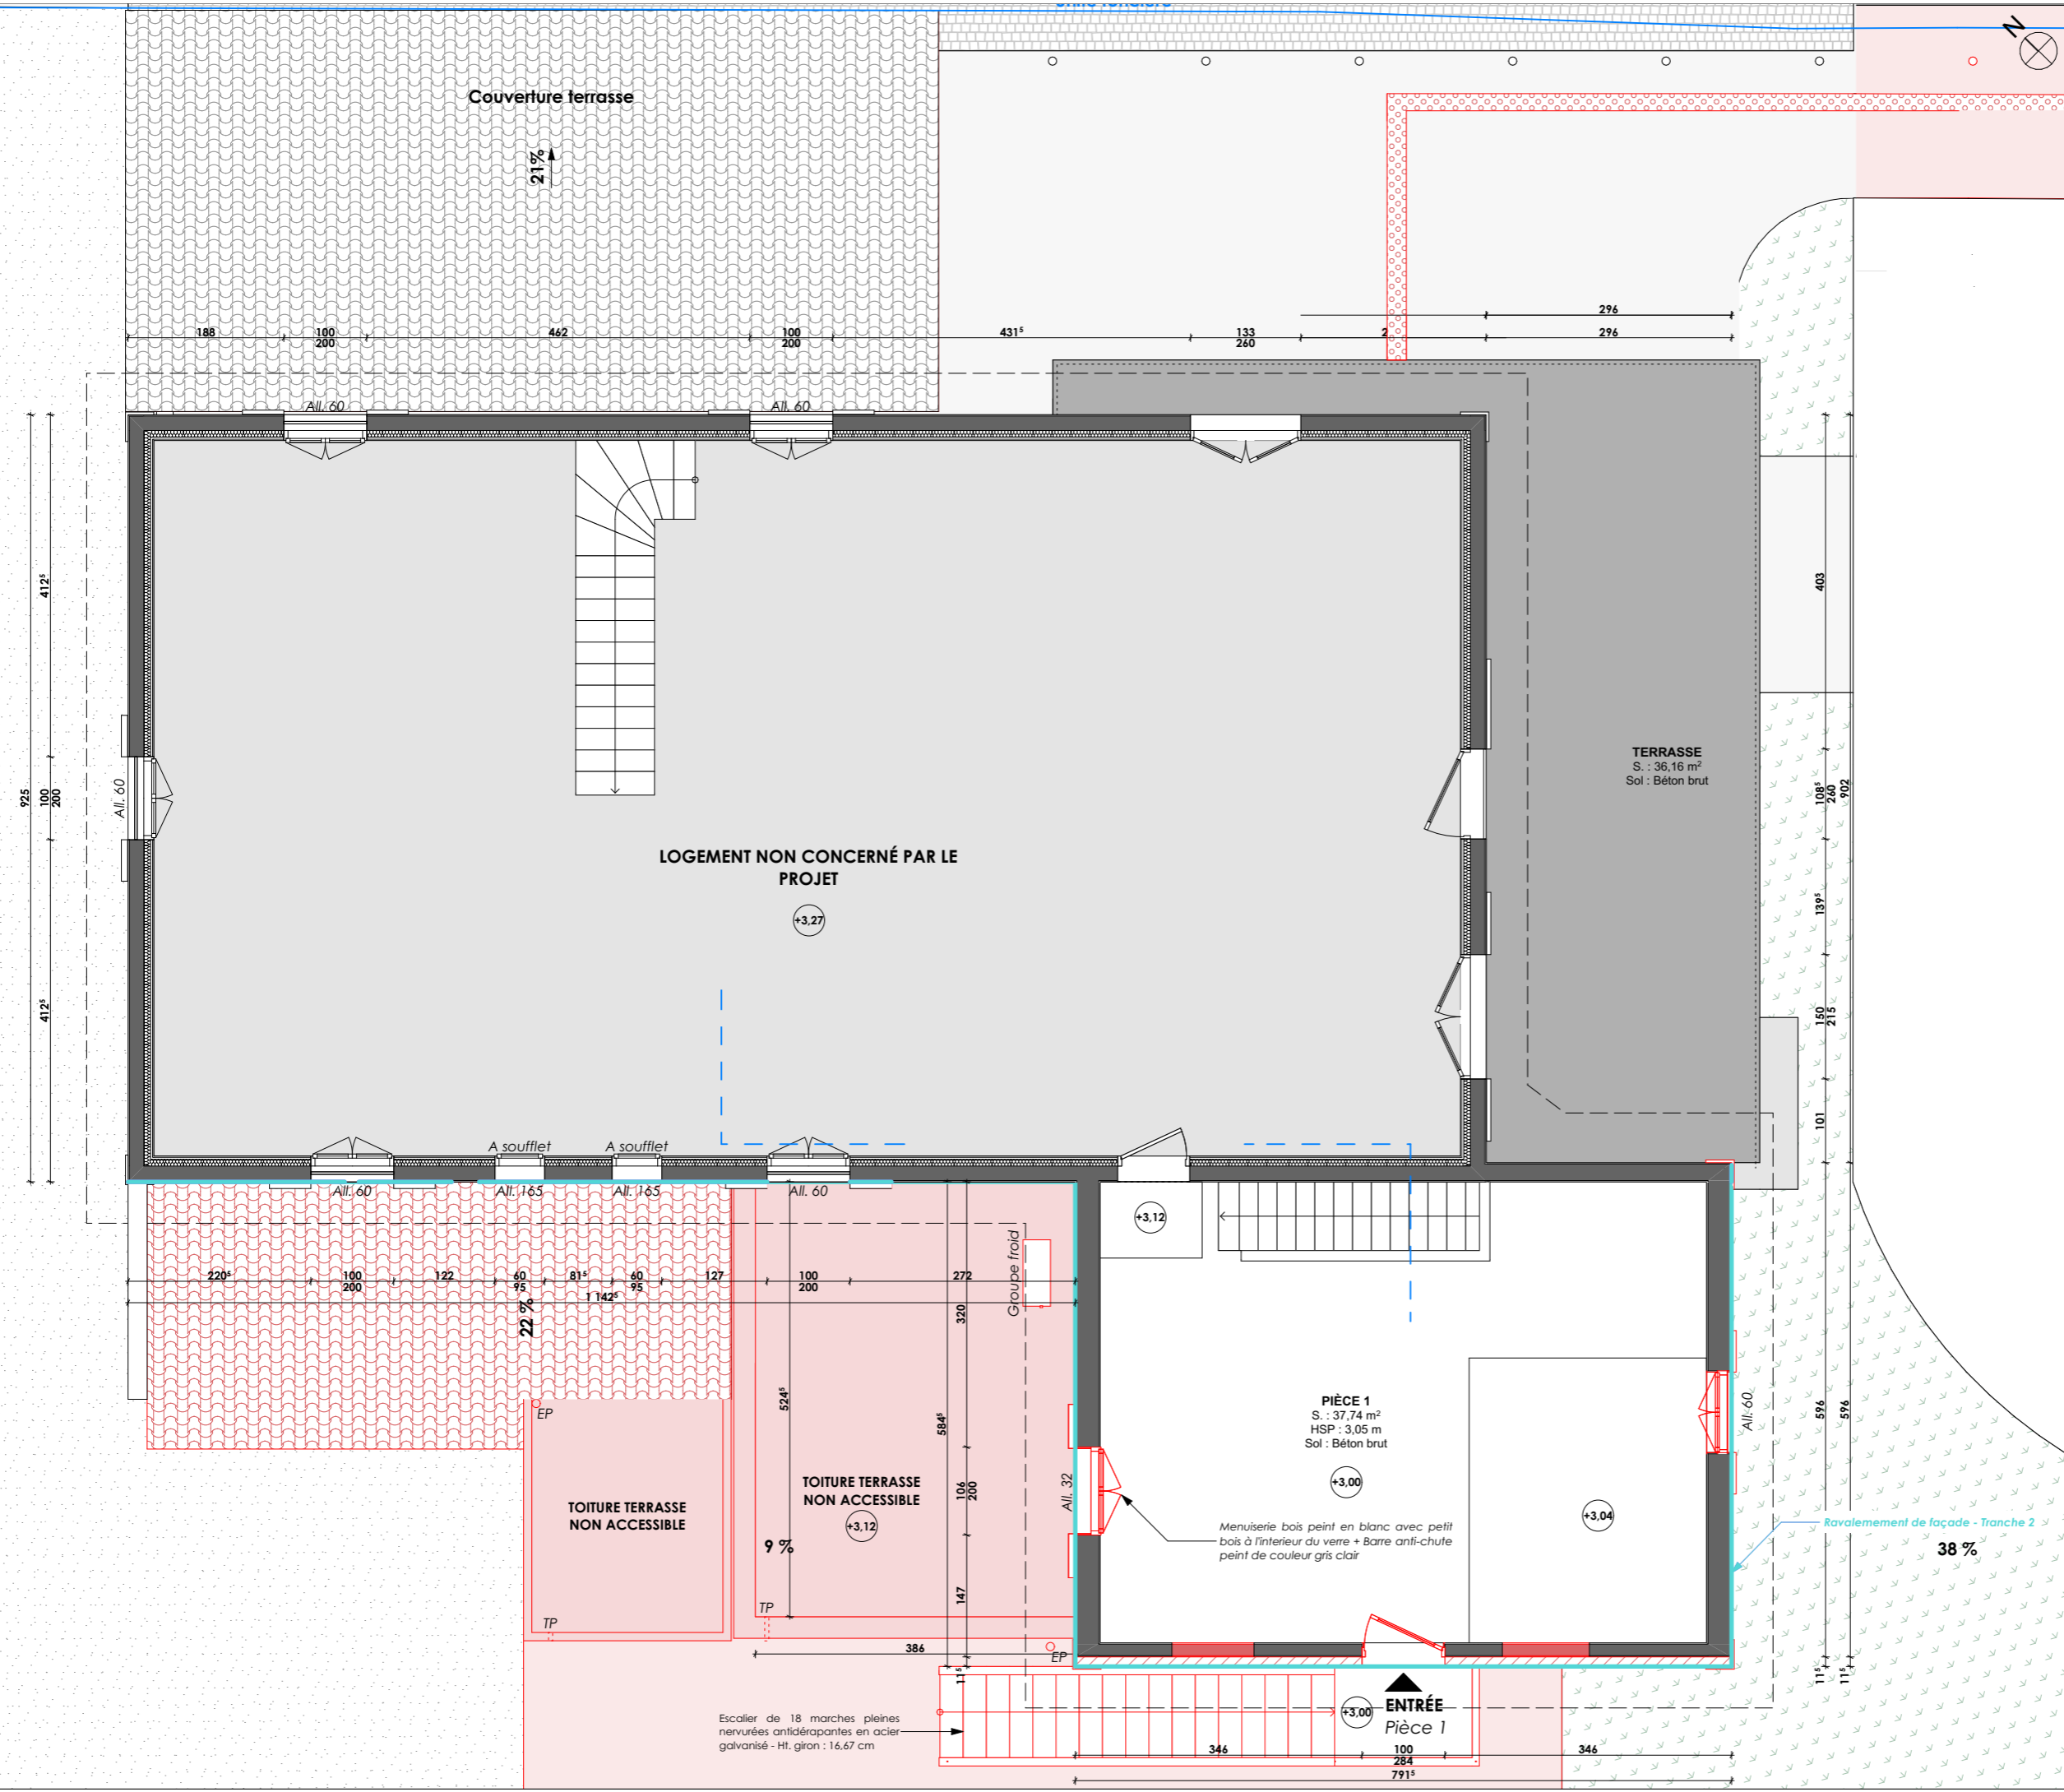 Unité foncière
N
Couverture terrasse
21%
296
188
100
200
462
100
200
431⁵
133
260
2
296
All. 60
All. 60
412⁵
925
100
200
All. 60
412⁵
403
108⁵
260
902
139⁵
150
215
101
TERRASSE
S. : 36,16 m²
Sol : Béton brut
LOGEMENT NON CONCERNÉ PAR LE
PROJET
+3,27
A soufflet
A soufflet
All. 60
All. 165
All. 165
All. 60
+3,12
Groupe froid
220⁵
100
200
122
60
95
81⁵
60
95
127
100
200
272
1 142⁵
22 %
320
524⁵
584⁵
106
200
147
11⁵
All. 32
EP
TOITURE TERRASSE
NON ACCESSIBLE
TOITURE TERRASSE
NON ACCESSIBLE
+3,12
9 %
TP
TP
EP
386
PIÈCE 1
S. : 37,74 m²
HSP : 3,05 m
Sol : Béton brut
+3,00
+3,04
Menuiserie bois peint en blanc avec petit
bois à l'interieur du verre + Barre anti-chute
peint de couleur gris clair
All. 60
596
596
Ravalemement de façade - Tranche 2
38 %
11⁵
11⁵
Escalier de 18 marches pleines
nervurées antidérapantes en acier
galvanisé - Ht. giron : 16,67 cm
+3,00
ENTRÉE
Pièce 1
346
100
284
346
791⁵